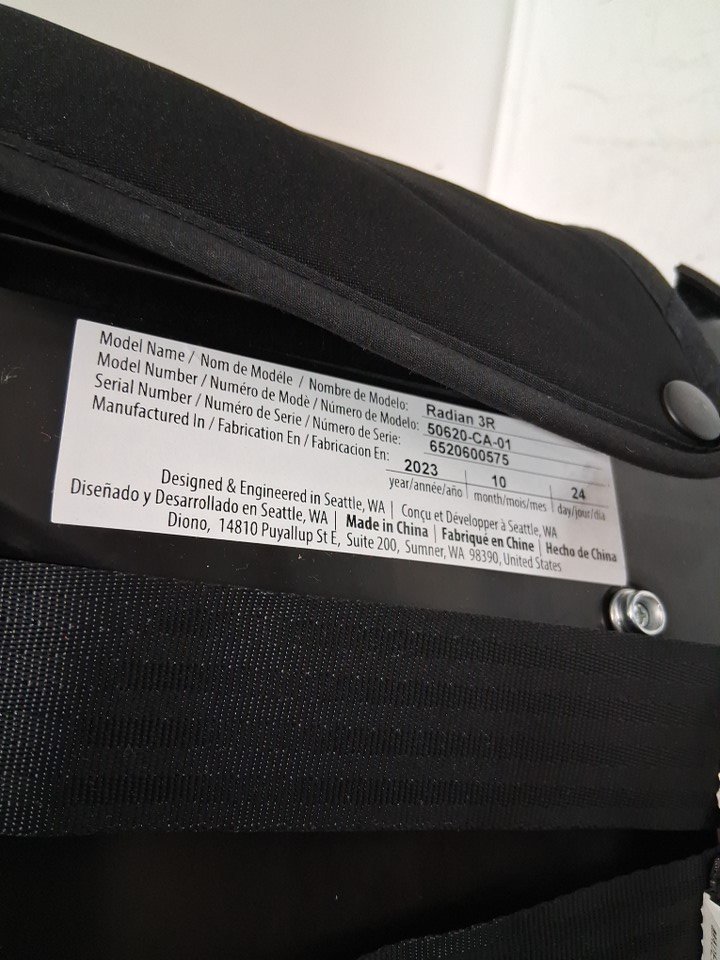 Model Name / Nom de Modéle / Nombre de Modelo: Radian 3R
Model Number / Numéro de Modè / Número de Modelo: 50620-CA-01
Serial Number / Numéro de Serie / Número de Serie: 6520600575
Manufactured In / Fabrication En / Fabricacion En: 2023 10 24
year/année/año month/mois/mes day/jour/día
Designed & Engineered in Seattle, WA | Conçu et Développer à Seattle, WA
Diseñado y Desarrollado en Seattle, WA | Made in China | Fabriqué en Chine | Hecho de China
Diono, 14810 Puyallup St E, Suite 200, Sumner, WA 98390, United States